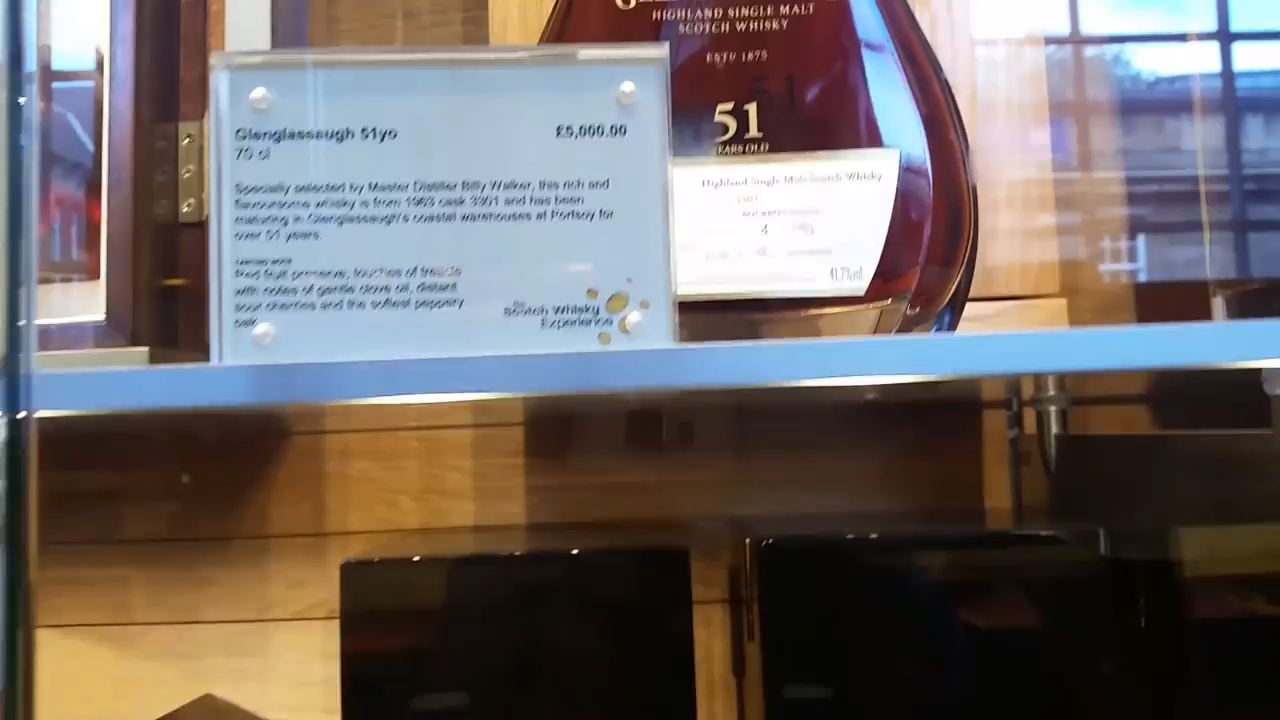 Glenglassaugh 51yo £5,000.00
70 cl
Specially selected by Master Distiller Billy Walker, this rich and
flavoursome whisky is from 1963 cask 3301 and has been
maturing in Glenglassaugh's coastal warehouses at Portsoy for
over 51 years.
Red fruit preserve, touches of treacle
with notes of gentle clove oil, distant
sour cherries and the softest peppery
oak.
The
Scotch Whisky
Experience
HIGHLAND SINGLE MALT
SCOTCH WHISKY
ESTD 1875
51
YEARS OLD
Highland Single Malt Scotch Whisky
4
41.7%vol